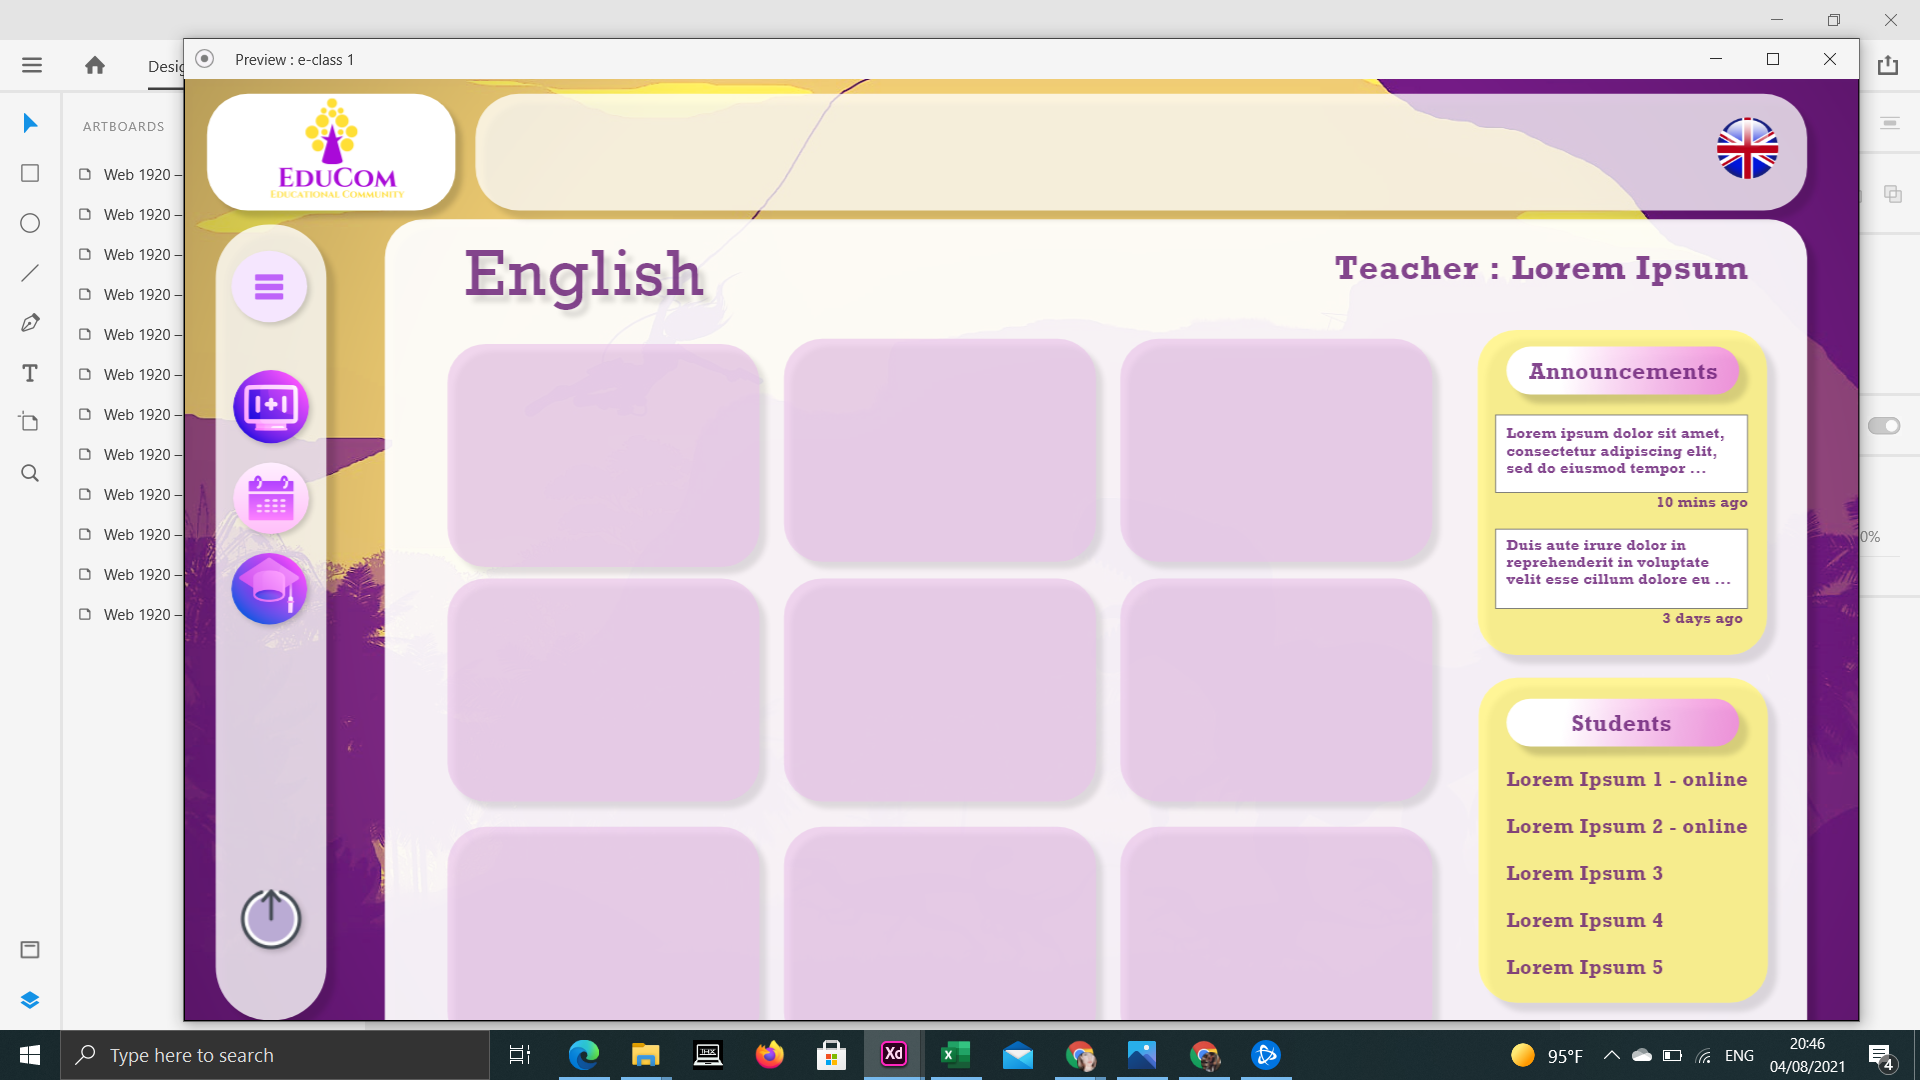 Preview : e-class 1
Desig
ARTBOARDS
Web 1920 –
Web 1920 –
Web 1920 –
Web 1920 –
Web 1920 –
Web 1920 –
Web 1920 –
Web 1920 –
Web 1920 –
Web 1920 –
Web 1920 –
Web 1920 –
EDUCOM
EDUCATIONAL COMMUNITY
English
Teacher : Lorem Ipsum
1+1
Announcements
Lorem ipsum dolor sit amet,
consectetur adipiscing elit,
sed do eiusmod tempor ...
10 mins ago
Duis aute irure dolor in
reprehenderit in voluptate
velit esse cillum dolore eu ...
3 days ago
Students
Lorem Ipsum 1 - online
Lorem Ipsum 2 - online
Lorem Ipsum 3
Lorem Ipsum 4
Lorem Ipsum 5
0%
T
Type here to search
Xd
X
95°F
ENG
20:46
04/08/2021
4